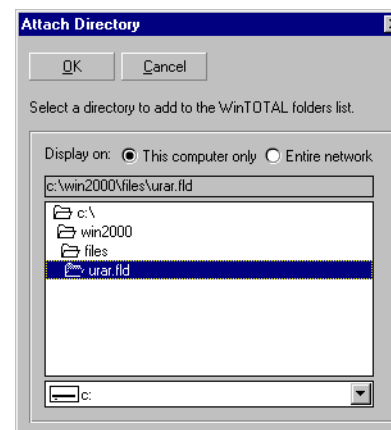 Attach Directory
OK Cancel
Select a directory to add to the WinTOTAL folders list.
Display on: This computer only Entire network
c:\win2000\files\urar.fld
c:\
win2000
files
urar.fld
c: